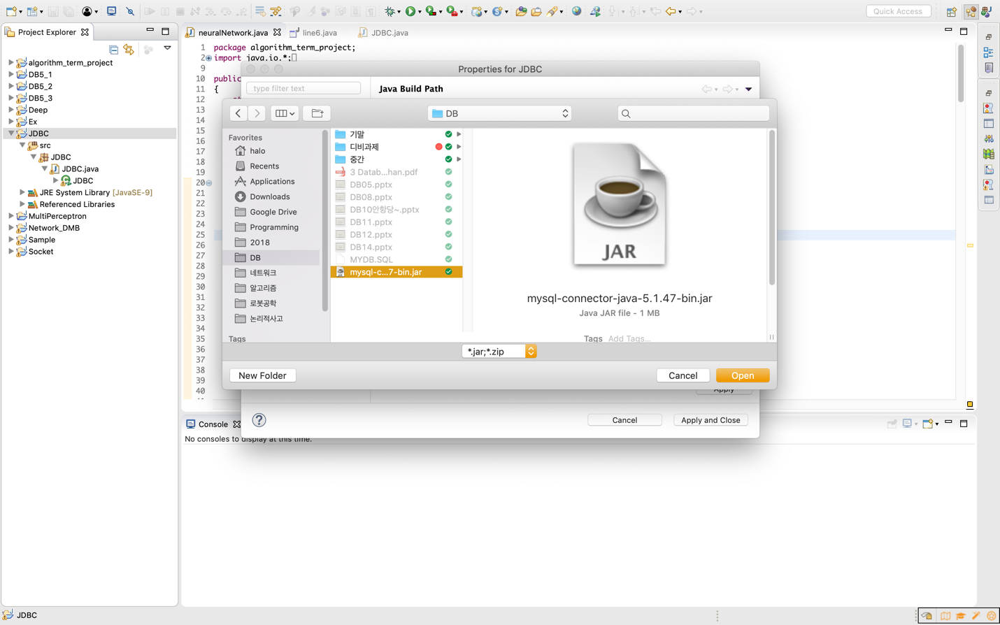 Quick Access
Project Explorer
neuralNetwork.java
line6.java
JDBC.java
algorithm_term_project
DB5_1
DB5_2
DB5_3
Deep
Ex
JDBC
src
JDBC
JDBC.java
JDBC
JRE System Library [JavaSE-9]
Referenced Libraries
MultiPerceptron
Network_DMB
Sample
Socket
1 package algorithm_term_project;
2 import java.io.*;
9
10 public
11 {
12
13
14
15
16
17
18
19
20
21
22
23
24
25
26
27
28
29
30
31
32
33
34
35
36
37
38
39
40
Properties for JDBC
type filter text
Java Build Path
DB
Favorites
halo
Recents
Applications
Downloads
Google Drive
Programming
2018
DB
네트워크
알고리즘
로봇공학
논리적사고
Tags
기말
디비과제
중간
3 Datab...han.pdf
DB05.pptx
DB08.pptx
DB10안항당~.pptx
DB11.pptx
DB12.pptx
DB14.pptx
MYDB.SQL
mysql-c...7-bin.jar
JAR
mysql-connector-java-5.1.47-bin.jar
Java JAR file - 1 MB
Tags Add Tags...
*.jar;*.zip
New Folder
Cancel
Open
Apply
?
Cancel
Apply and Close
Console
No consoles to display at this time.
JDBC